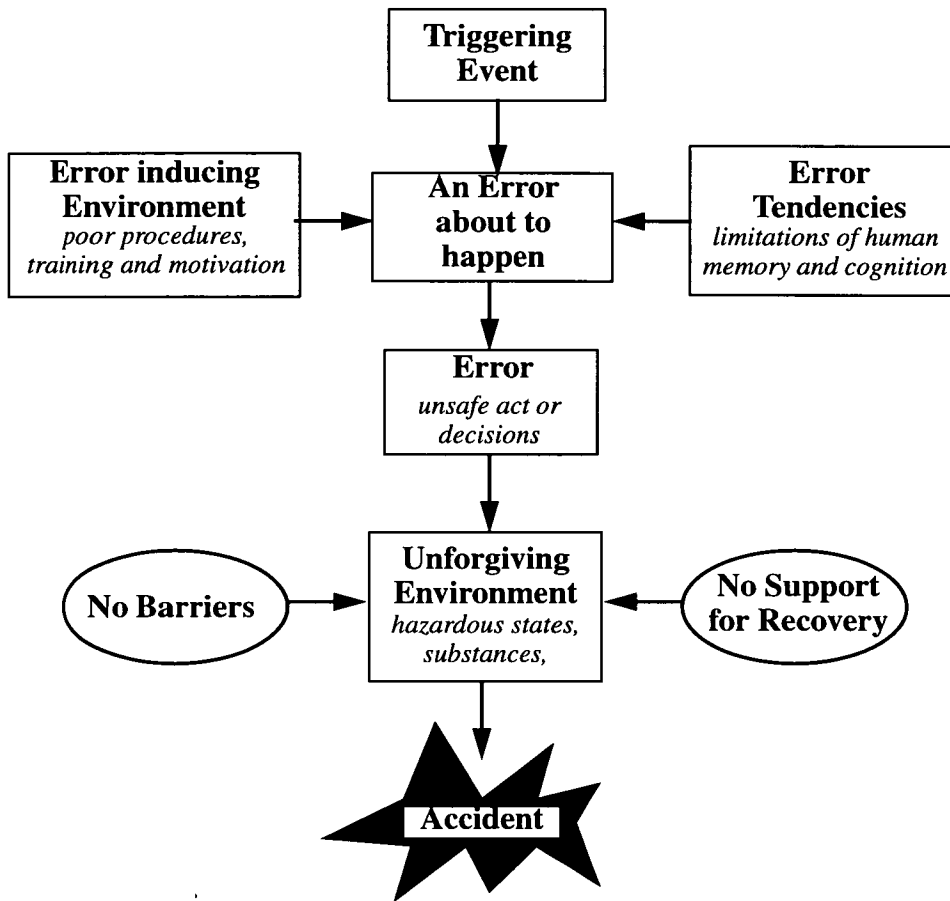 Triggering
Event
Error inducing
Environment
poor procedures,
training and motivation
An Error
about to
happen
Error
Tendencies
limitations of human
memory and cognition
Error
unsafe act or
decisions
No Barriers
Unforgiving
Environment
hazardous states,
substances,
No Support
for Recovery
Accident